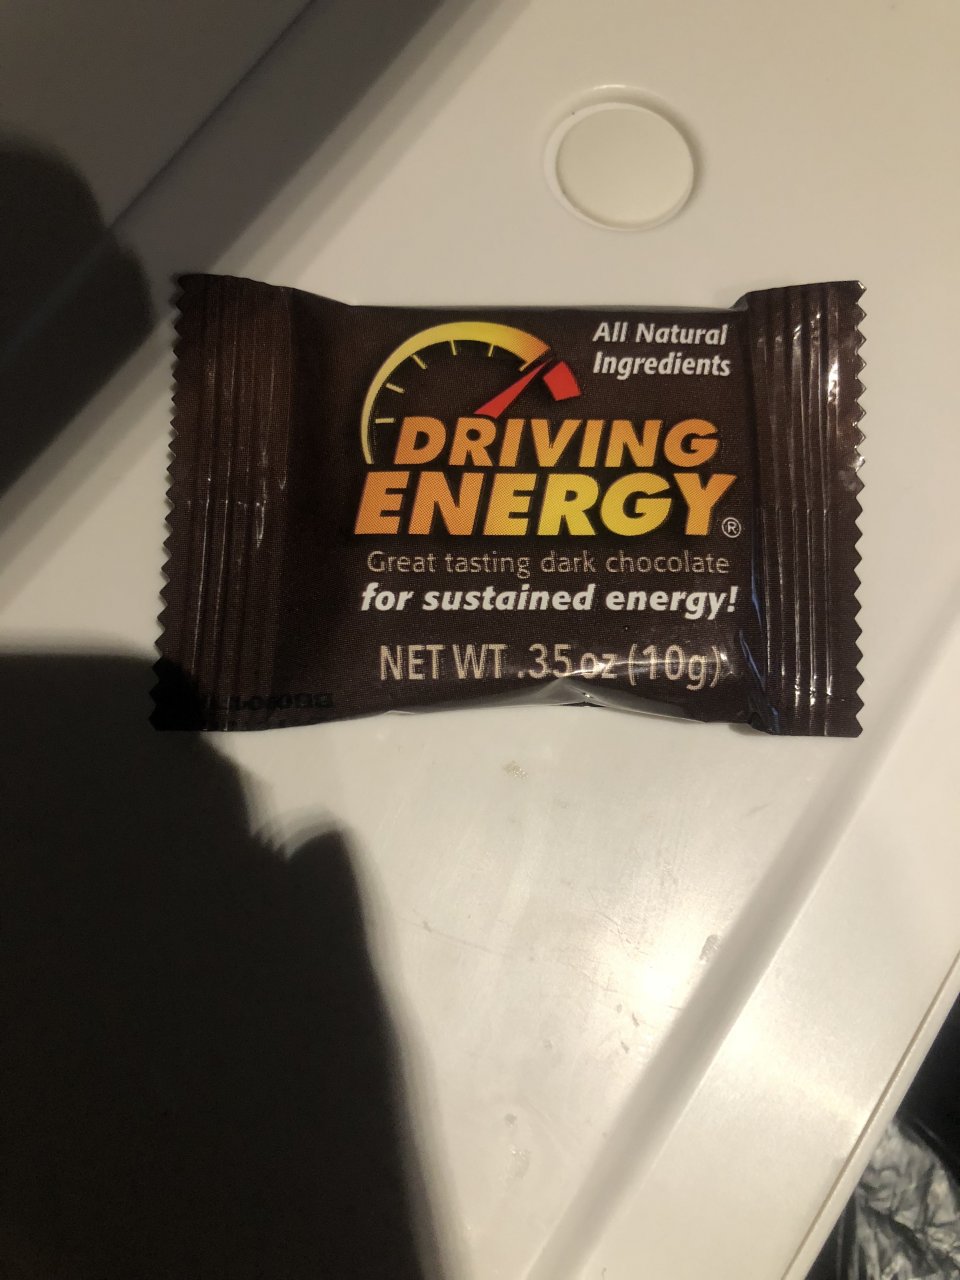 All Natural
Ingredients
DRIVING
ENERGY®
Great tasting dark chocolate
for sustained energy!
NET WT .35 oz (10g)